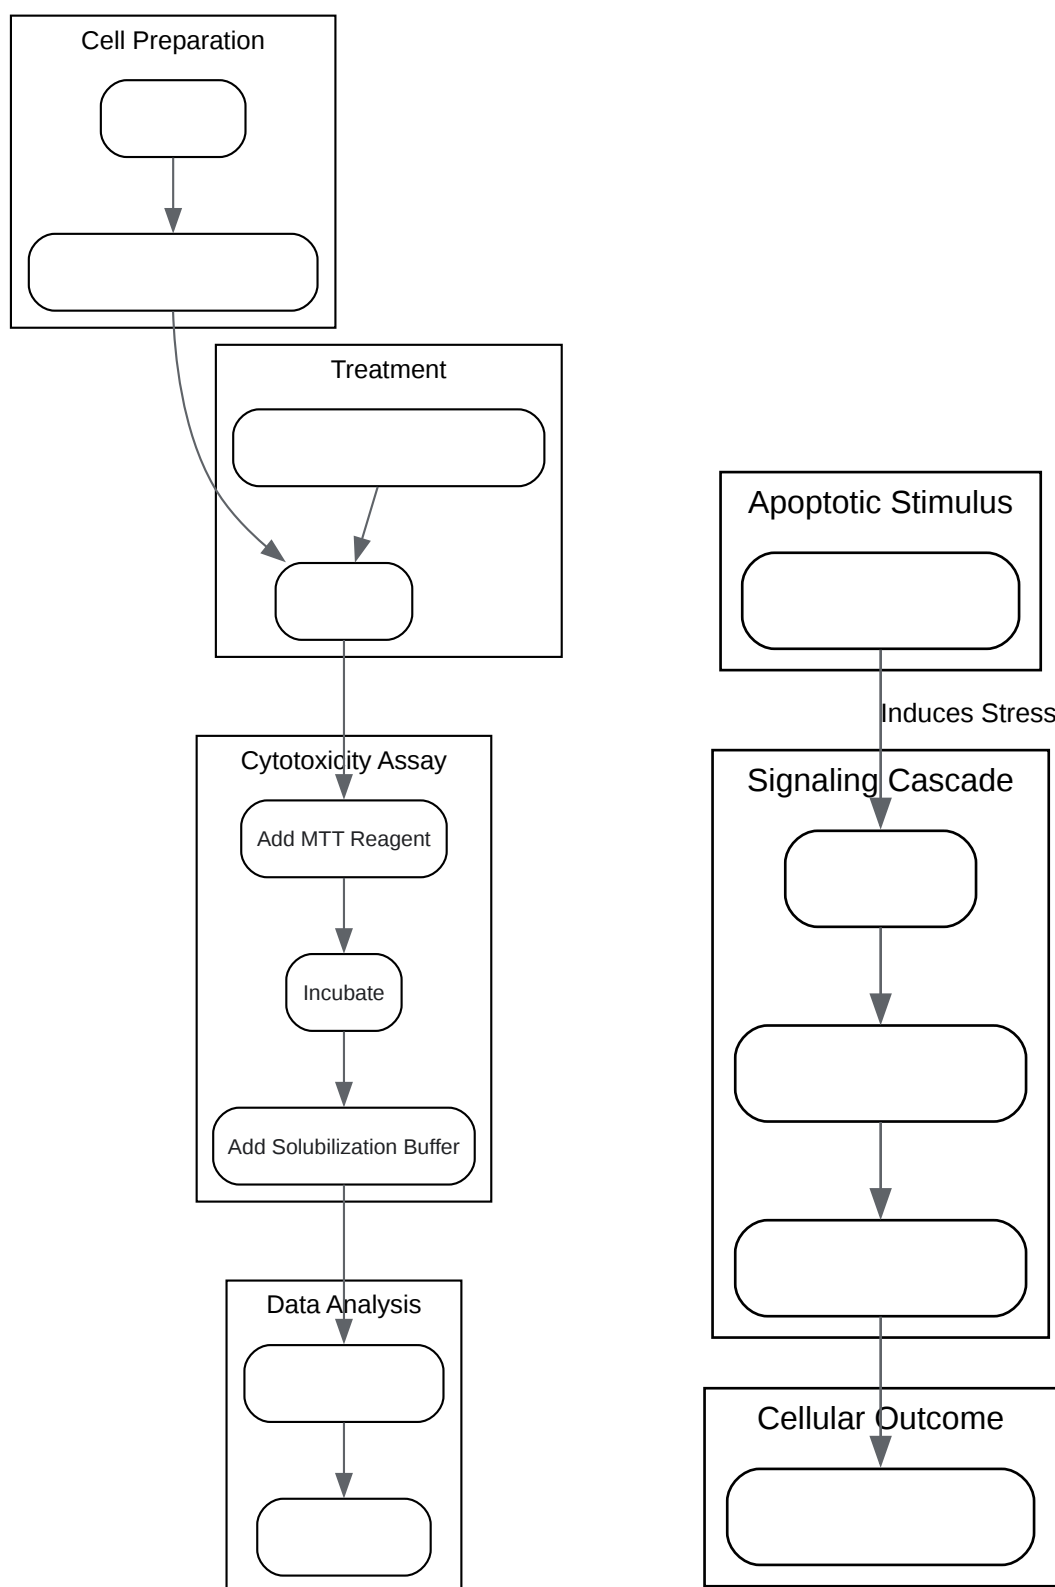 Cell Preparation
Treatment
Cytotoxicity Assay
Add MTT Reagent
Incubate
Add Solubilization Buffer
Data Analysis
Apoptotic Stimulus
Induces Stress
Signaling Cascade
Cellular Outcome